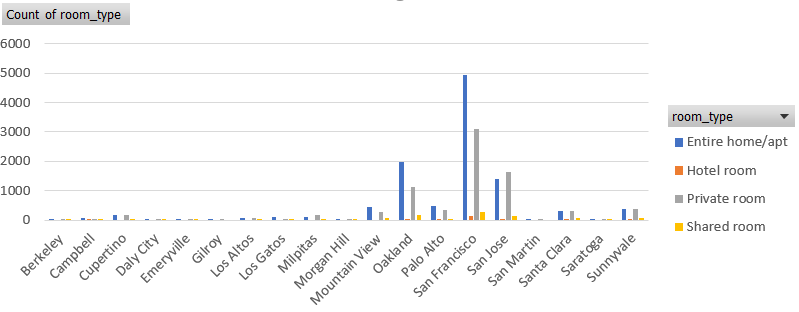 Count of room_type
6000
5000
4000
3000
2000
1000
0
Berkeley
Campbell
Cupertino
Daly City
Emeryville
Gilroy
Los Altos
Los Gatos
Milpitas
Morgan Hill
Mountain View
Oakland
Palo Alto
San Francisco
San Jose
San Martin
Santa Clara
Saratoga
Sunnyvale
room_type
Entire home/apt
Hotel room
Private room
Shared room